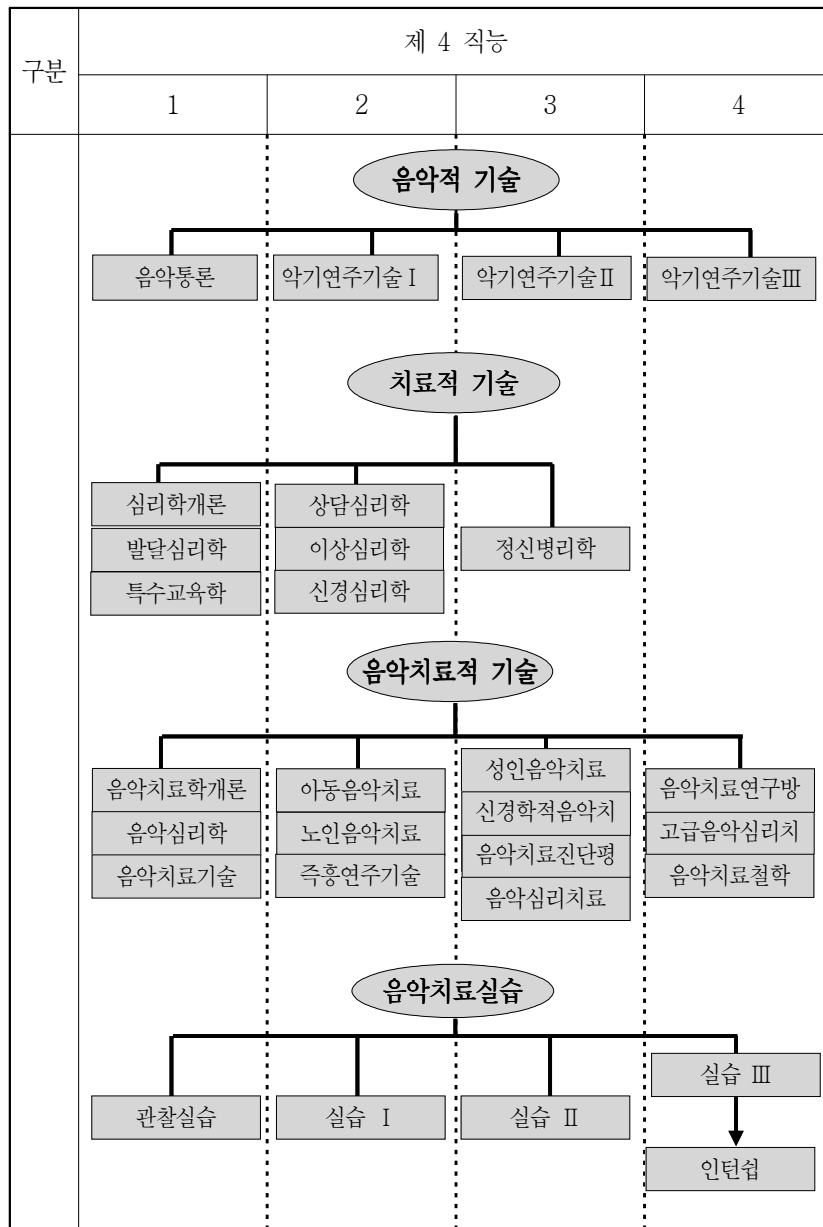 구분
제 4 직능
1 2 3 4
음악적 기술
음악통론 악기연주기술Ⅰ 악기연주기술Ⅱ 악기연주기술Ⅲ
치료적 기술
심리학개론 상담심리학
발달심리학 이상심리학 정신병리학
특수교육학 신경심리학
음악치료적 기술
음악치료학개론 아동음악치료 성인음악치료 음악치료연구방
음악심리학 노인음악치료 신경학적음악치 고급음악심리치
음악치료기술 즉흥연주기술 음악치료진단평 음악치료철학
음악심리치료
음악치료실습
실습 Ⅲ
관찰실습 실습 Ⅰ 실습 Ⅱ
인턴쉽